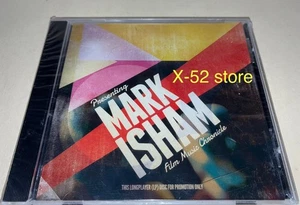 X-52 store
Presenting
MARK
ISHAM
Film Music Chronicle
THIS LONGPLAYER (LP) DISC FOR PROMOTION ONLY